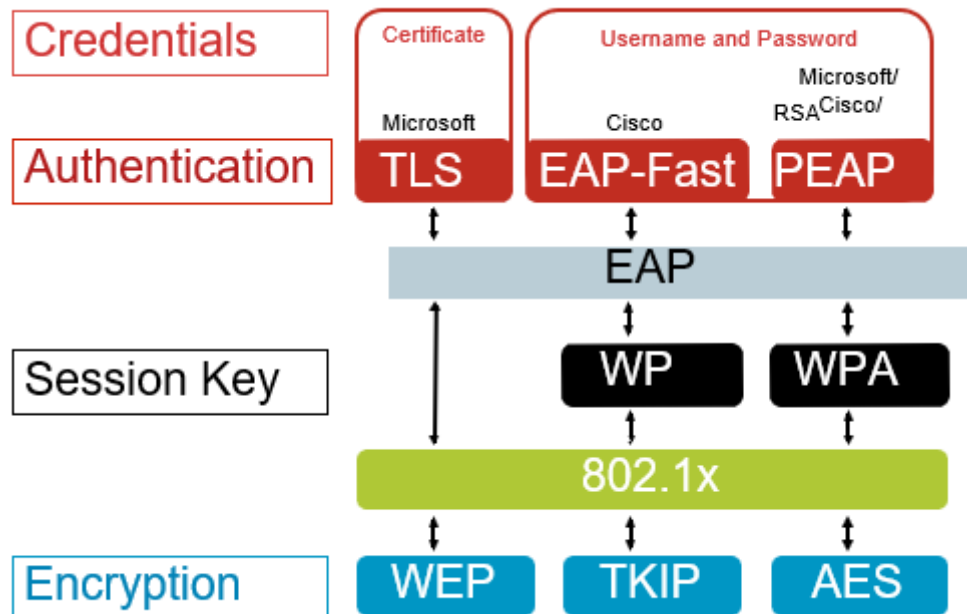 Credentials
Certificate
Username and Password
Microsoft
Cisco
Microsoft/
RSA Cisco/
Authentication
TLS
EAP-Fast
PEAP
EAP
Session Key
WP
WPA
802.1x
Encryption
WEP
TKIP
AES